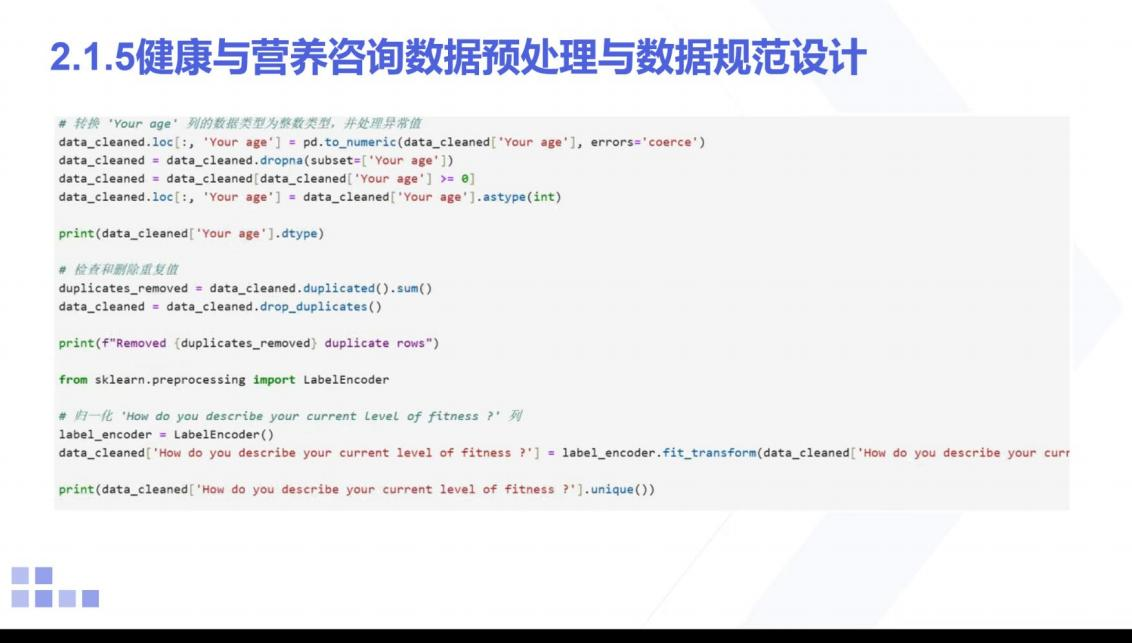 2.1.5健康与营养咨询数据预处理与数据规范设计
# 转换 'Your age' 列的数据类型为整数类型，并处理异常值
data_cleaned.loc[:, 'Your age'] = pd.to_numeric(data_cleaned['Your age'], errors='coerce')
data_cleaned = data_cleaned.dropna(subset=['Your age'])
data_cleaned = data_cleaned[data_cleaned['Your age'] >= 0]
data_cleaned.loc[:, 'Your age'] = data_cleaned['Your age'].astype(int)
print(data_cleaned['Your age'].dtype)
# 检查和删除重复值
duplicates_removed = data_cleaned.duplicated().sum()
data_cleaned = data_cleaned.drop_duplicates()
print(f"Removed {duplicates_removed} duplicate rows")
from sklearn.preprocessing import LabelEncoder
# 归一化 'How do you describe your current level of fitness ?' 列
label_encoder = LabelEncoder()
data_cleaned['How do you describe your current level of fitness ?'] = label_encoder.fit_transform(data_cleaned['How do you describe your curr
print(data_cleaned['How do you describe your current level of fitness ?'].unique())